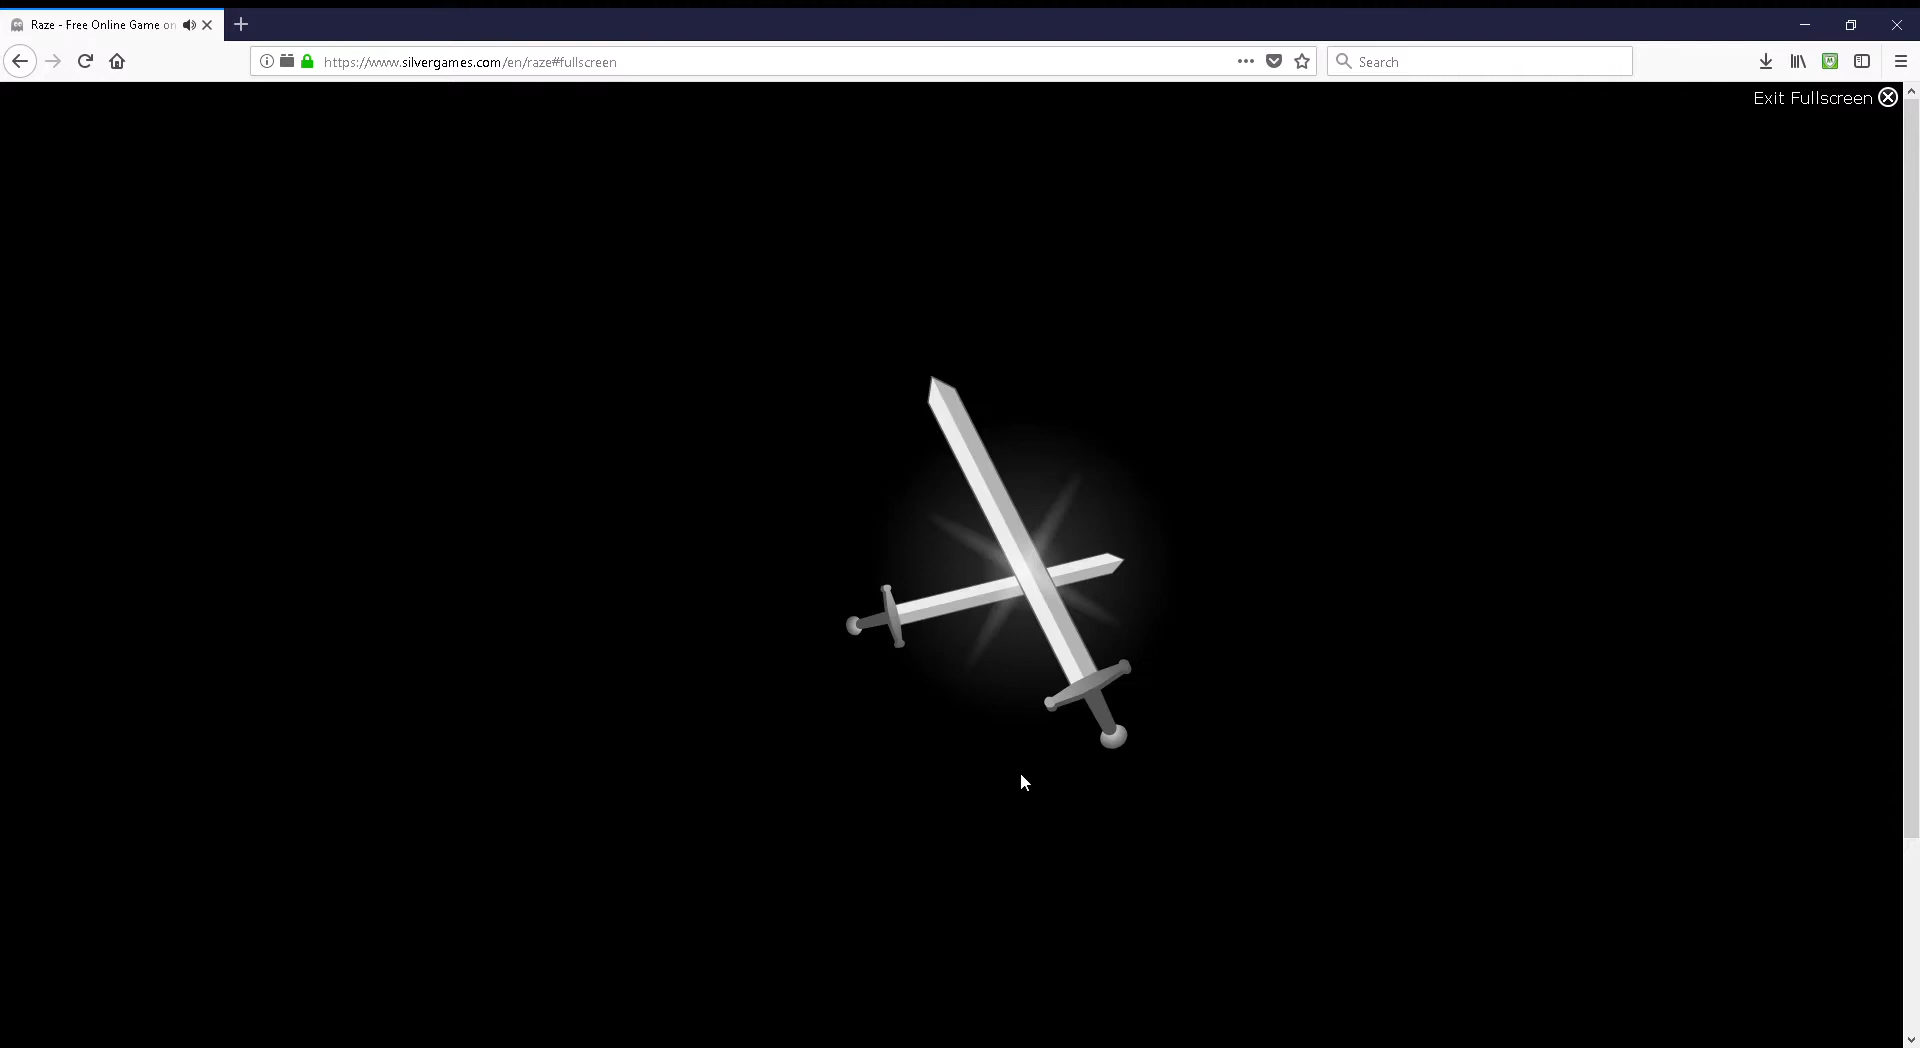 Raze - Free Online Game on
https://www.silvergames.com/en/raze#fullscreen
Search
Exit Fullscreen